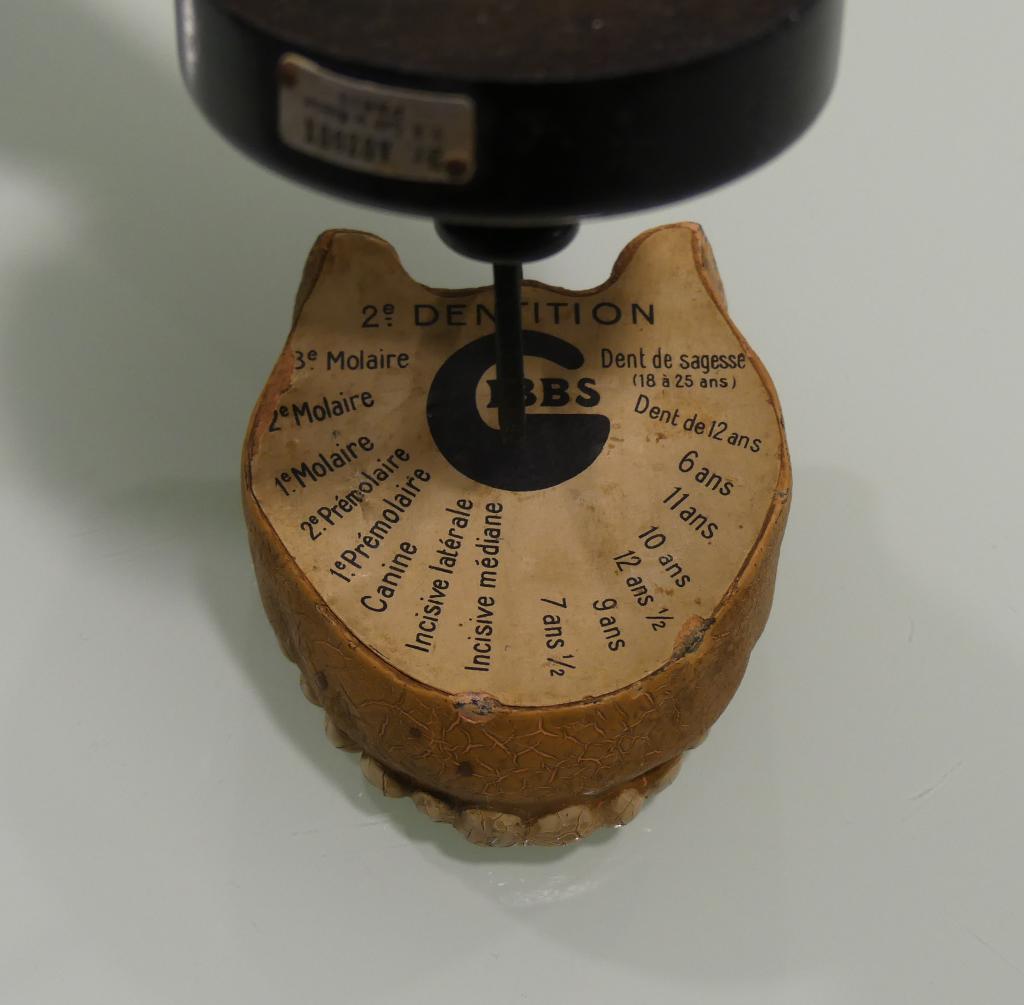 2e DENTITION
GIBBS
3e Molaire
2e Molaire
1e Molaire
2e Prémolaire
1e Prémolaire
Canine
Incisive latérale
Incisive médiane
Dent de sagesse
(18 à 25 ans)
Dent de 12 ans
6 ans
11 ans.
10 ans
12 ans 1/2
9 ans
7 ans 1/2